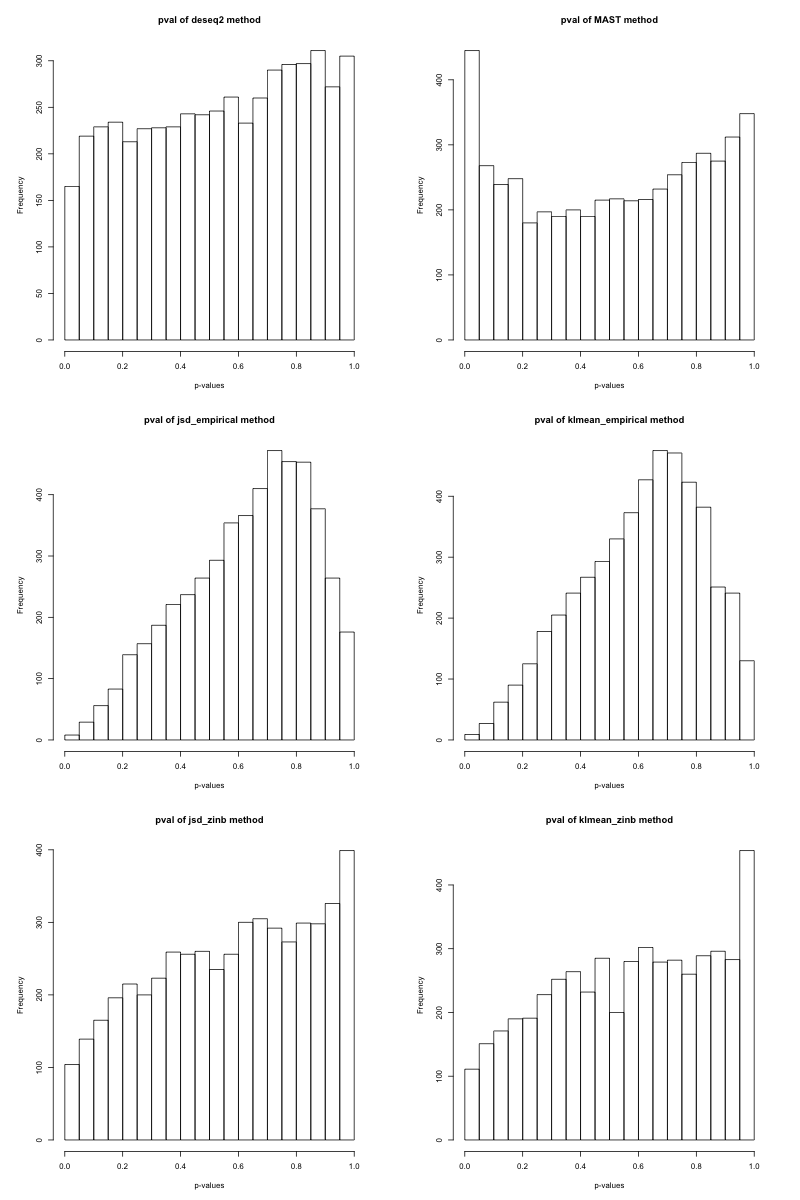 pval of deseq2 method
Frequency
0 50 100 150 200 250 300
0.0 0.2 0.4 0.6 0.8 1.0
p-values
pval of MAST method
Frequency
0 100 200 300 400
0.0 0.2 0.4 0.6 0.8 1.0
p-values
pval of jsd_empirical method
Frequency
0 100 200 300 400
0.0 0.2 0.4 0.6 0.8 1.0
p-values
pval of klmean_empirical method
Frequency
0 100 200 300 400
0.0 0.2 0.4 0.6 0.8 1.0
p-values
pval of jsd_zinb method
Frequency
0 100 200 300 400
0.0 0.2 0.4 0.6 0.8 1.0
p-values
pval of klmean_zinb method
Frequency
0 100 200 300 400
0.0 0.2 0.4 0.6 0.8 1.0
p-values